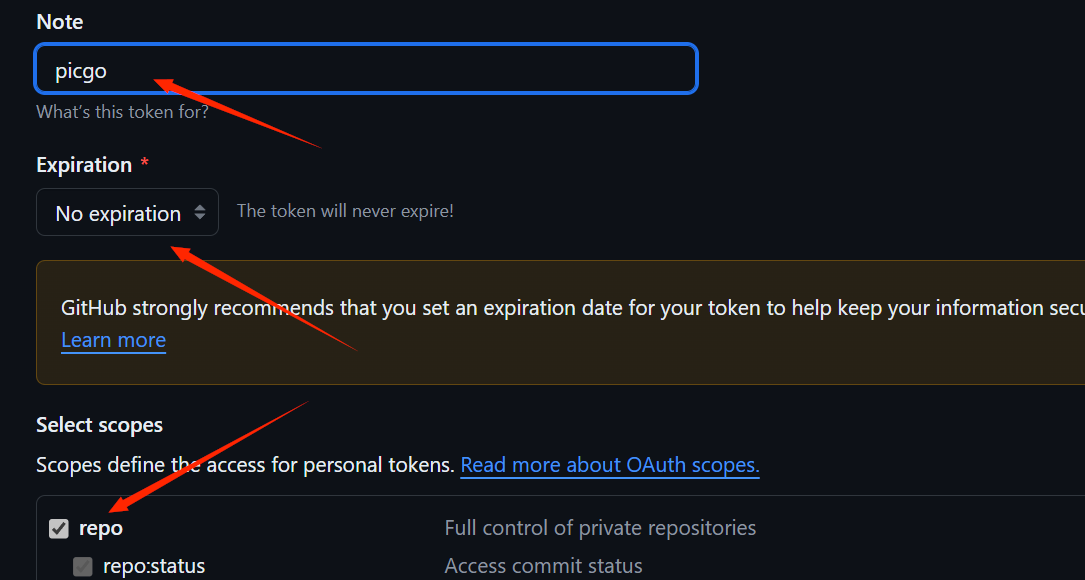 Note
picgo
What's this token for?
Expiration *
No expiration The token will never expire!
GitHub strongly recommends that you set an expiration date for your token to help keep your information
Learn more
Select scopes
Scopes define the access for personal tokens. Read more about OAuth scopes.
repo Full control of private repositories
repo:status Access commit status